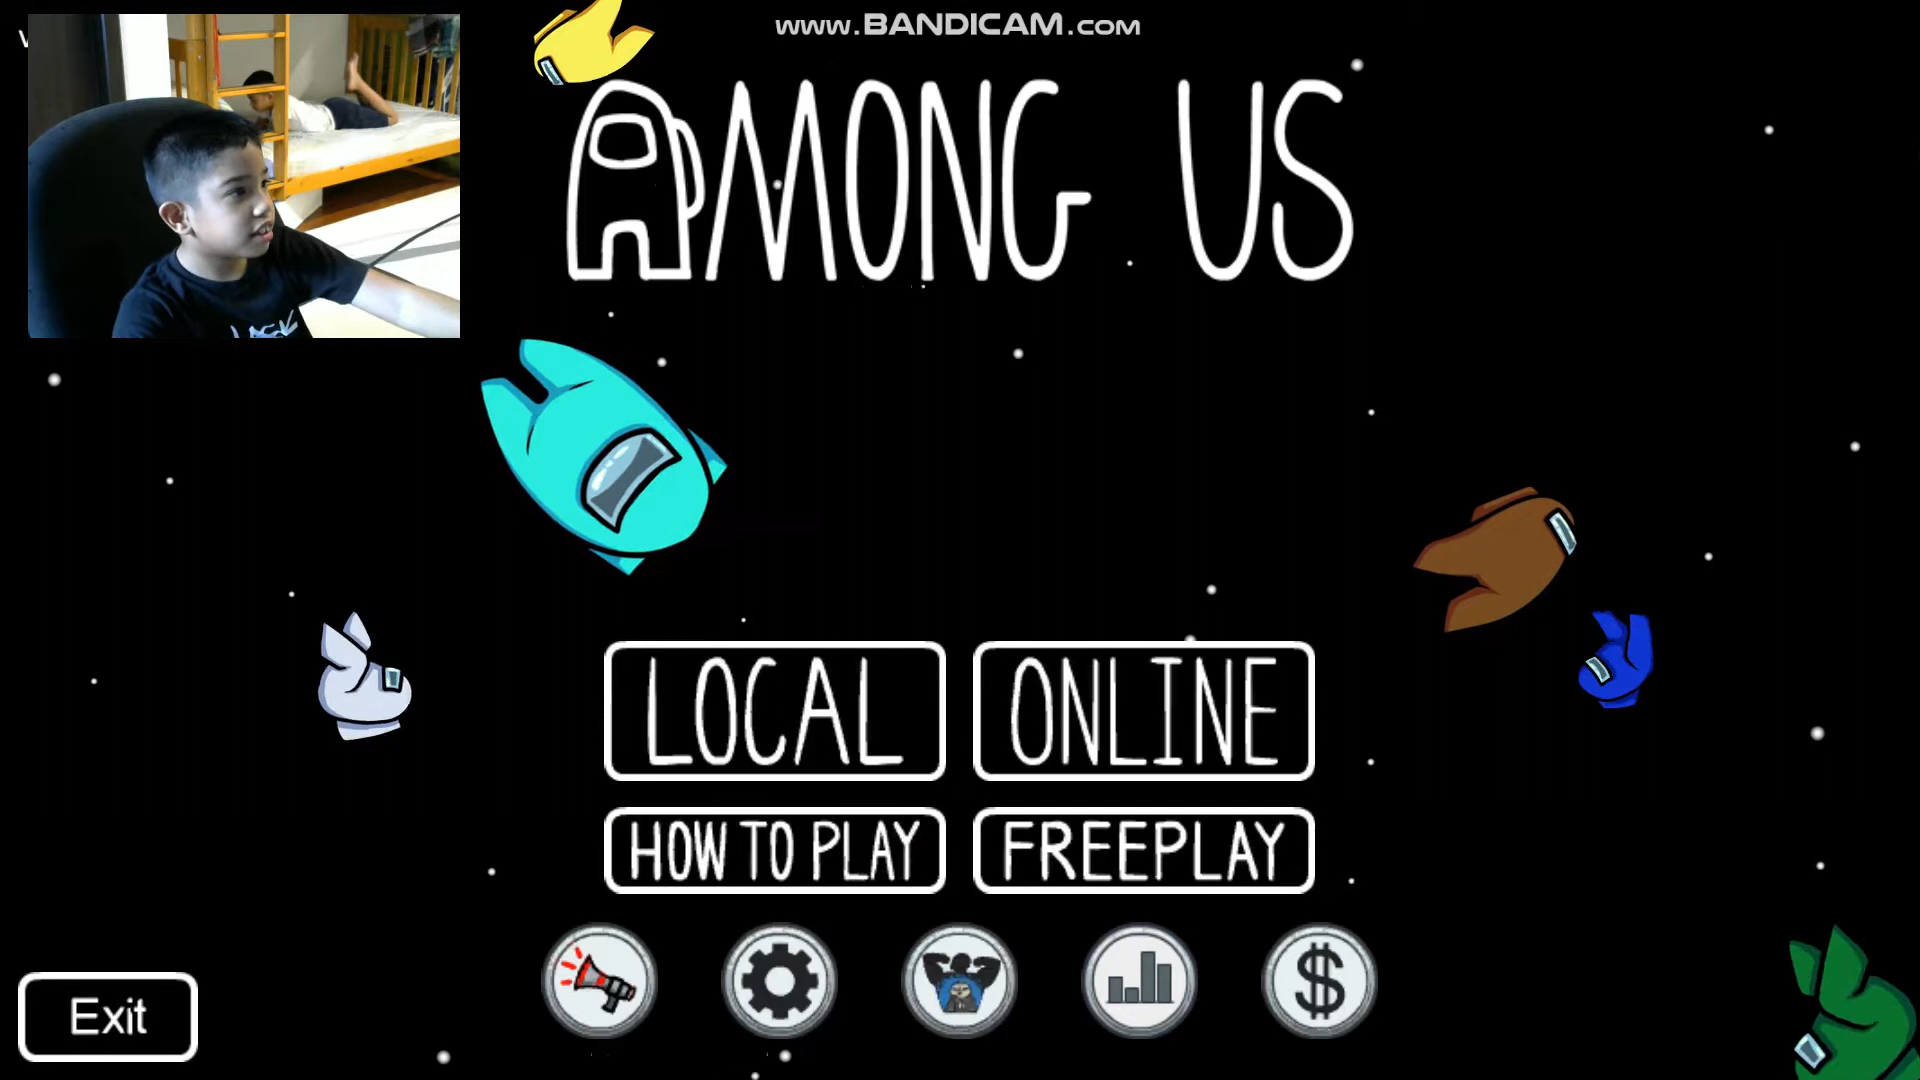 www.BANDICAM.com
AMONG US
LOCAL
ONLINE
HOW TO PLAY
FREEPLAY
$
Exit